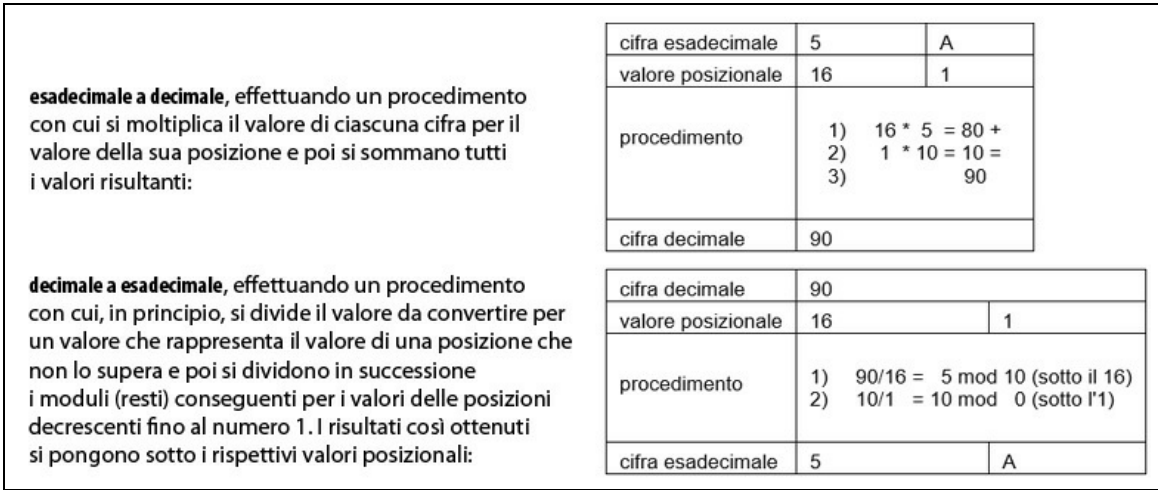 esadecimale a decimale, effettuando un procedimento
con cui si moltiplica il valore di ciascuna cifra per il
valore della sua posizione e poi si sommano tutti
i valori risultanti:
cifra esadecimale 5 A
valore posizionale 16 1
procedimento
1) 16 * 5 = 80 +
2) 1 * 10 = 10 =
3) 90
cifra decimale 90
decimale a esadecimale, effettuando un procedimento
con cui, in principio, si divide il valore da convertire per
un valore che rappresenta il valore di una posizione che
non lo supera e poi si dividono in successione
i moduli (resti) conseguenti per i valori delle posizioni
decrescenti fino al numero 1. I risultati così ottenuti
si pongono sotto i rispettivi valori posizionali:
cifra decimale 90
valore posizionale 16 1
procedimento
1) 90/16 = 5 mod 10 (sotto il 16)
2) 10/1 = 10 mod 0 (sotto l'1)
cifra esadecimale 5 A